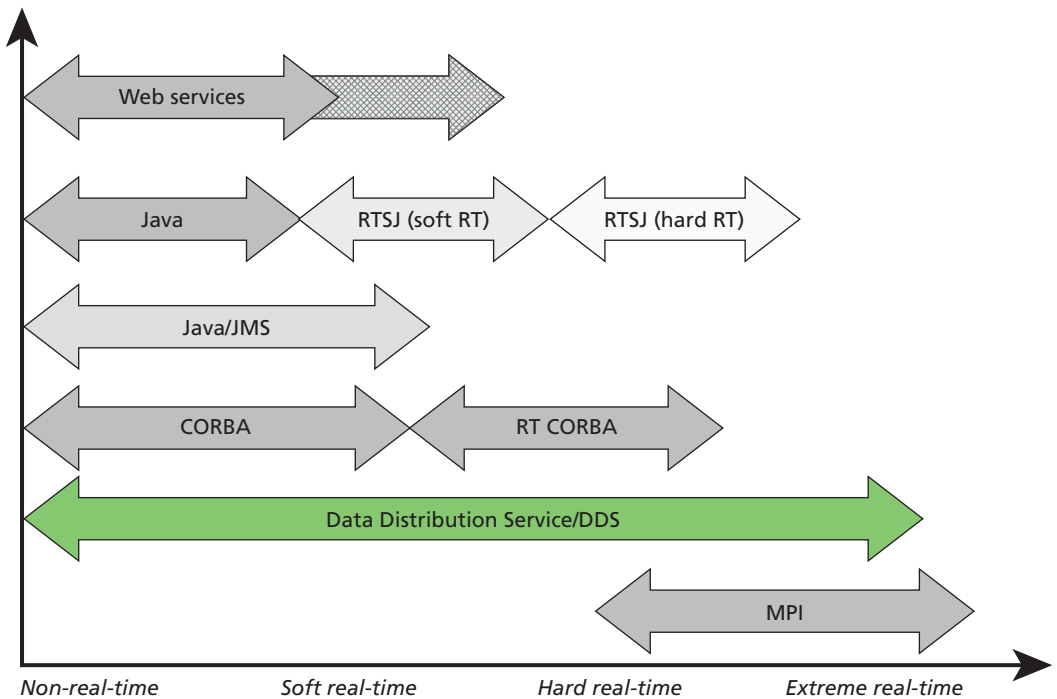 Web services
Java
RTSJ (soft RT)
RTSJ (hard RT)
Java/JMS
CORBA
RT CORBA
Data Distribution Service/DDS
MPI
Non-real-time
Soft real-time
Hard real-time
Extreme real-time